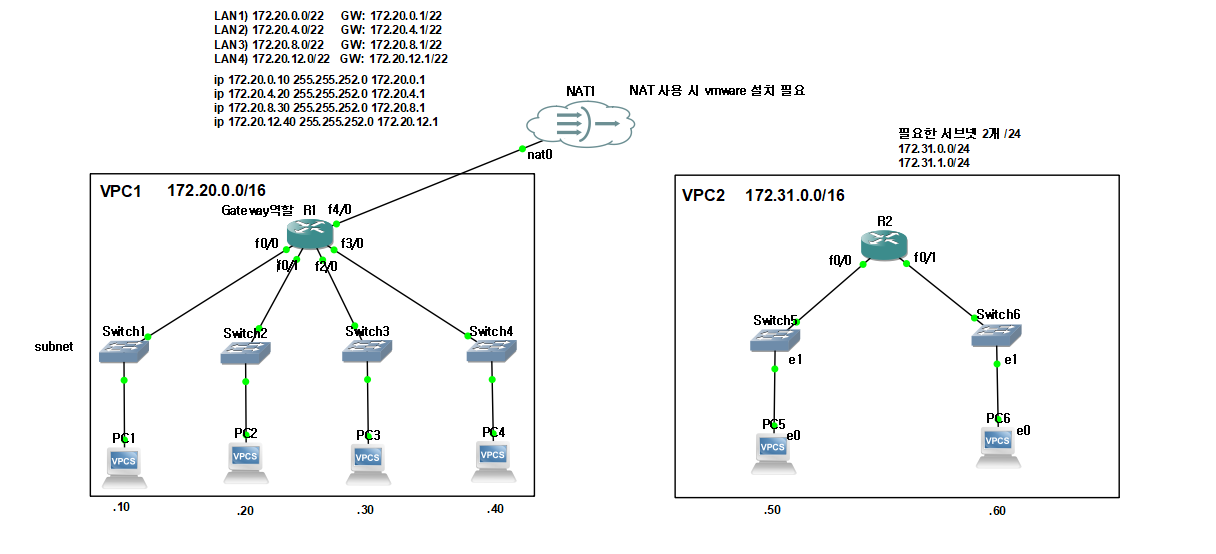 LAN1) 172.20.0.0/22 GW: 172.20.0.1/22
LAN2) 172.20.4.0/22 GW: 172.20.4.1/22
LAN3) 172.20.8.0/22 GW: 172.20.8.1/22
LAN4) 172.20.12.0/22 GW: 172.20.12.1/22
ip 172.20.0.10 255.255.252.0 172.20.0.1
ip 172.20.4.20 255.255.252.0 172.20.4.1
ip 172.20.8.30 255.255.252.0 172.20.8.1
ip 172.20.12.40 255.255.252.0 172.20.12.1
NAT1
NAT 사용 시 vmware 설치 필요
nat0
필요한 서브넷 2개 /24
172.31.0.0/24
172.31.1.0/24
VPC1 172.20.0.0/16
Gateway역할 R1 f4/0
f0/0 f3/0
f0/1 f2/0
Switch1
Switch2
Switch3
Switch4
subnet
PC1
PC2
PC3
PC4
VPCS
VPCS
VPCS
VPCS
.10
.20
.30
.40
VPC2 172.31.0.0/16
R2
f0/0 f0/1
Switch5
Switch6
e1
e1
PC5
e0
PC6
e0
VPCS
VPCS
.50
.60